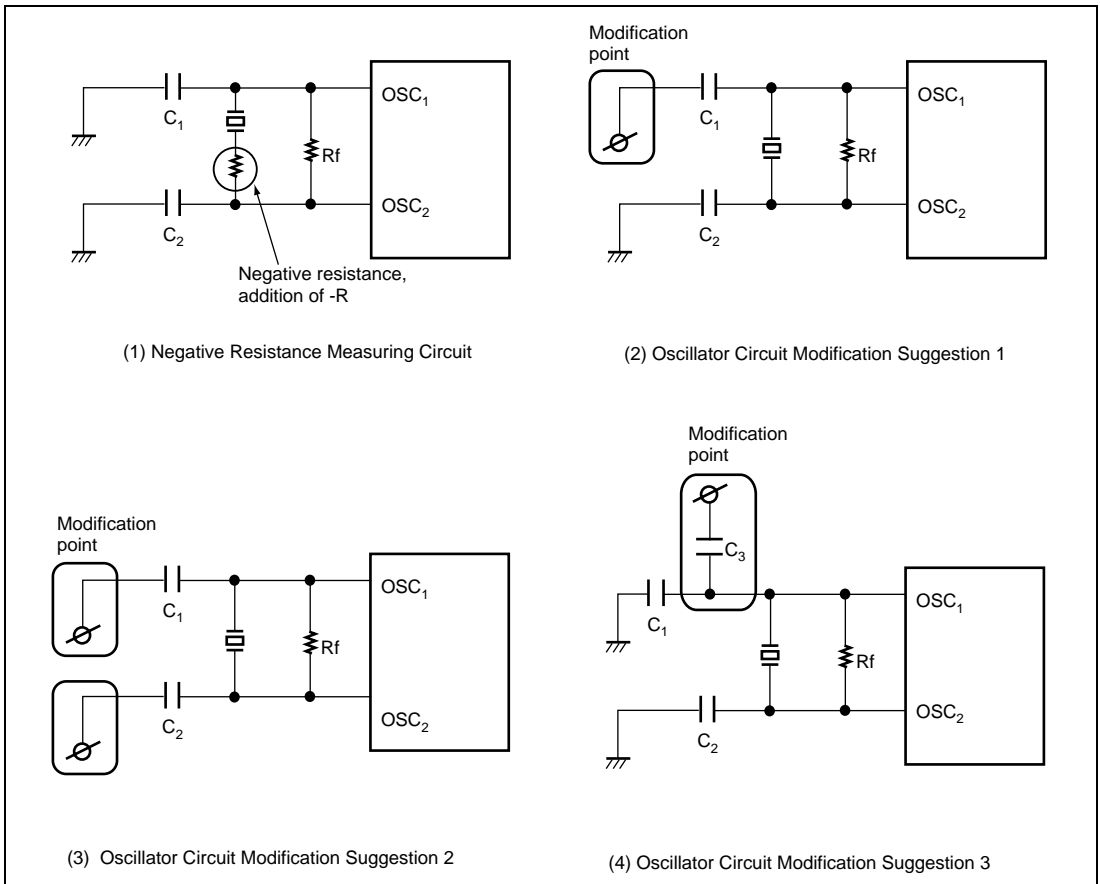 OSC1
C1
Rf
OSC2
C2
Negative resistance,
addition of -R
(1) Negative Resistance Measuring Circuit
Modification
point
OSC1
C1
Rf
OSC2
C2
(2) Oscillator Circuit Modification Suggestion 1
Modification
point
OSC1
C1
Rf
OSC2
C2
(3) Oscillator Circuit Modification Suggestion 2
Modification
point
C3
OSC1
C1
Rf
OSC2
C2
(4) Oscillator Circuit Modification Suggestion 3